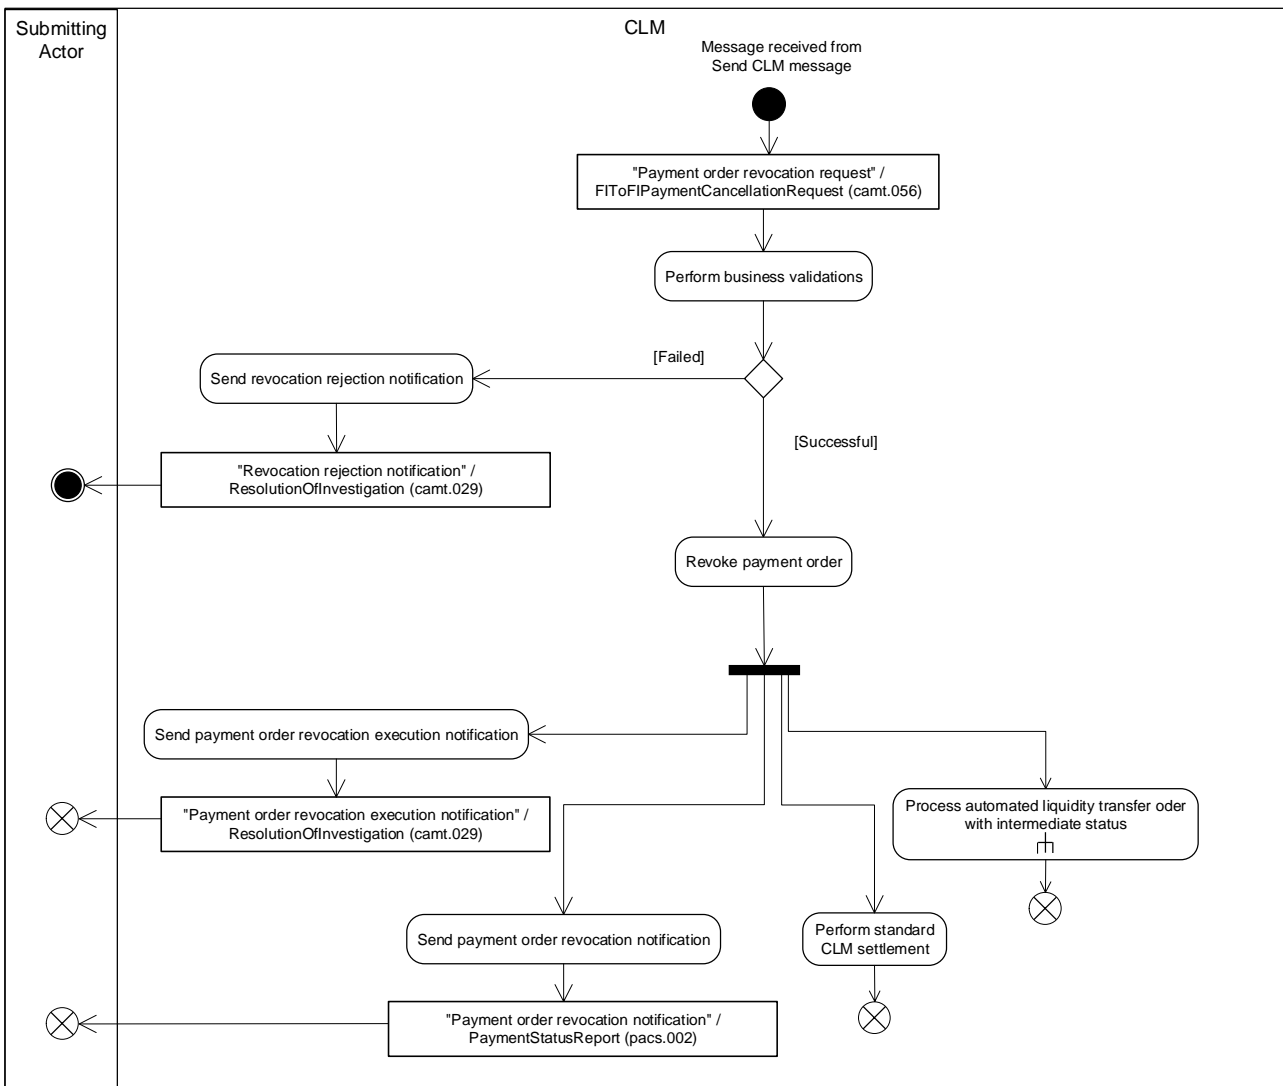 Submitting
Actor
CLM
Message received from
Send CLM message
"Payment order revocation request" /
FIToFIPaymentCancellationRequest (camt.056)
Perform business validations
[Failed]
Send revocation rejection notification
[Successful]
"Revocation rejection notification" /
ResolutionOfInvestigation (camt.029)
Revoke payment order
Send payment order revocation execution notification
"Payment order revocation execution notification" /
ResolutionOfInvestigation (camt.029)
Process automated liquidity transfer oder
with intermediate status
Send payment order revocation notification
Perform standard
CLM settlement
"Payment order revocation notification" /
PaymentStatusReport (pacs.002)